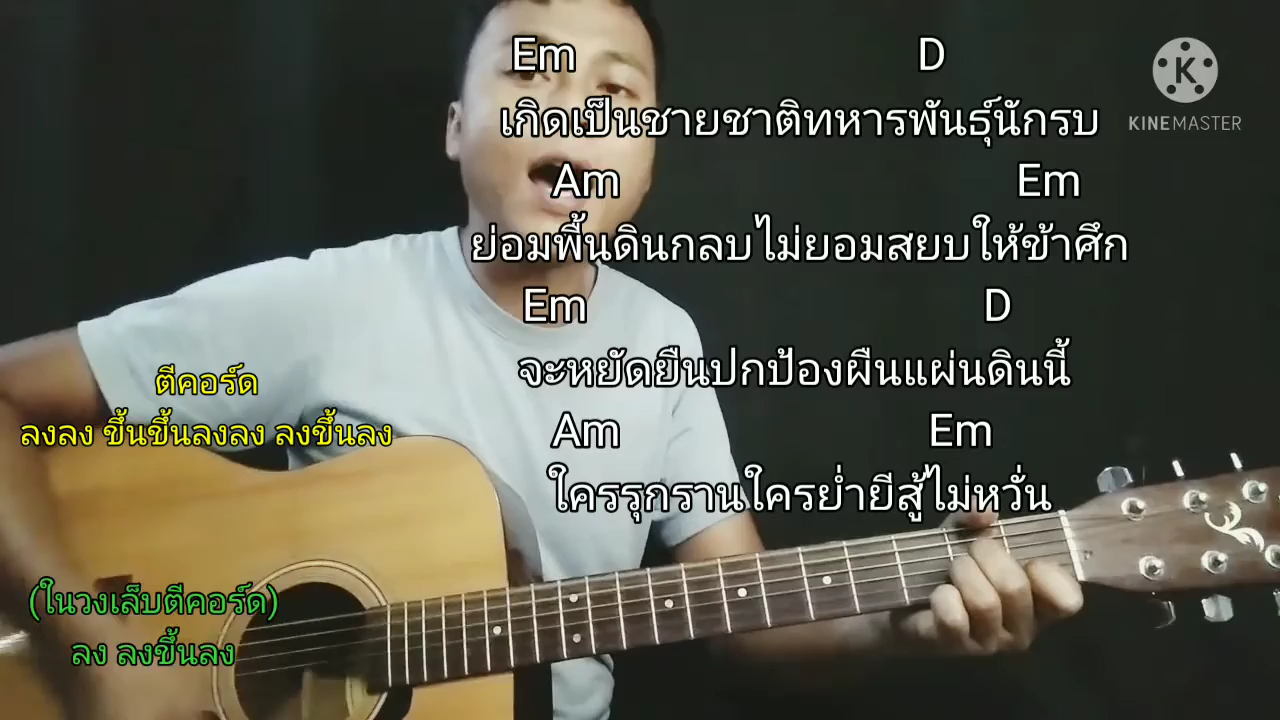 Em D
เกิดเป็นชายชาติทหารพันธุ์นักรบ
Am Em
ย่อมพื้นดินกลบไม่ยอมสยบให้ข้าศึก
Em D
จะหยัดยืนปกป้องผืนแผ่นดินนี้
Am Em
ใครรุกรานใครย่ำยีสู้ไม่หวั่น
ตีคอร์ด
ลงลง ขึ้นขึ้นลงลง ลงขึ้นลง
(ในวงเล็บตีคอร์ด)
ลง ลงขึ้นลง
K
KINEMASTER